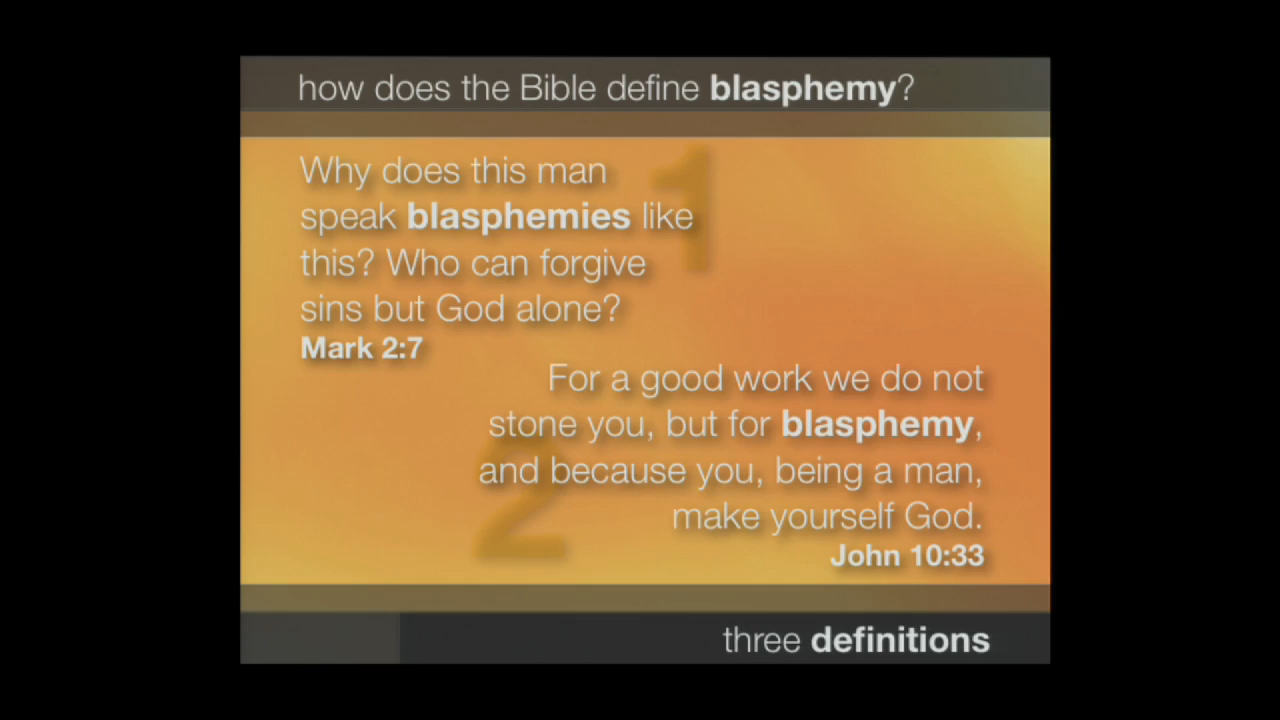 how does the Bible define blasphemy?
1
Why does this man
speak blasphemies like
this? Who can forgive
sins but God alone?
Mark 2:7
2
For a good work we do not
stone you, but for blasphemy,
and because you, being a man,
make yourself God.
John 10:33
three definitions